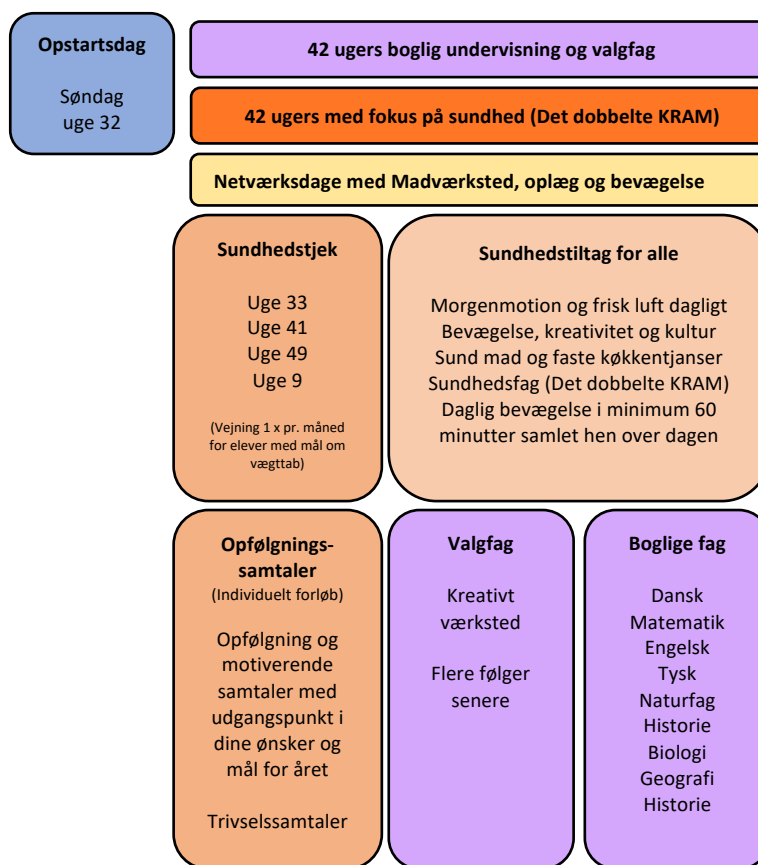 Opstartsdag
Søndag
uge 32
42 ugers boglig undervisning og valgfag
42 ugers med fokus på sundhed (Det dobbelte KRAM)
Netværksdage med Madværksted, oplæg og bevægelse
Sundhedstjek
Uge 33
Uge 41
Uge 49
Uge 9
(Vejning 1 x pr. måned
for elever med mål om
vægttab)
Sundhedstiltag for alle
Morgenmotion og frisk luft dagligt
Bevægelse, kreativitet og kultur
Sund mad og faste køkkentjanser
Sundhedsfag (Det dobbelte KRAM)
Daglig bevægelse i minimum 60
minutter samlet hen over dagen
Opfølgnings-
samtaler
(Individuelt forløb)
Opfølgning og
motiverende
samtaler med
udgangspunkt i
dine ønsker og
mål for året
Trivselssamtaler
Valgfag
Kreativt
værksted
Flere følger
senere
Boglige fag
Dansk
Matematik
Engelsk
Tysk
Naturfag
Historie
Biologi
Geografi
Historie